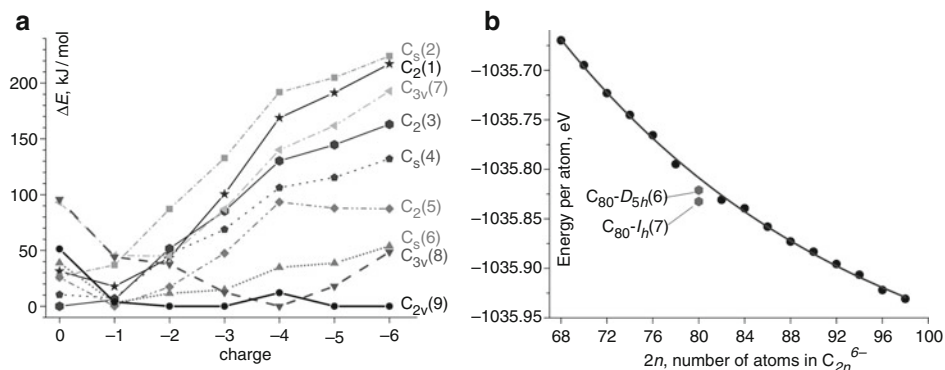 a
ΔE, kJ / mol
200
150
100
50
0
0 −1 −2 −3 −4 −5 −6
charge
Cs(2)
C2(1)
C3v(7)
C2(3)
Cs(4)
C2(5)
Cs(6)
C3v(8)
C2v(9)
b
Energy per atom, eV
−1035.70
−1035.75
−1035.80
−1035.85
−1035.90
−1035.95
C80-D5h(6)
C80-Ih(7)
68 72 76 80 84 88 92 96 100
2n, number of atoms in C2n6−